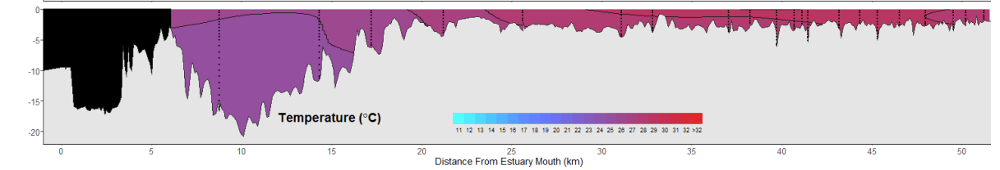 0
-5
-10
-15
-20
Temperature (°C)
11 12 13 14 15 16 17 18 19 20 21 22 23 24 25 26 27 28 29 30 31 32 >32
0 5 10 15 20 25 30 35 40 45 50
Distance From Estuary Mouth (km)